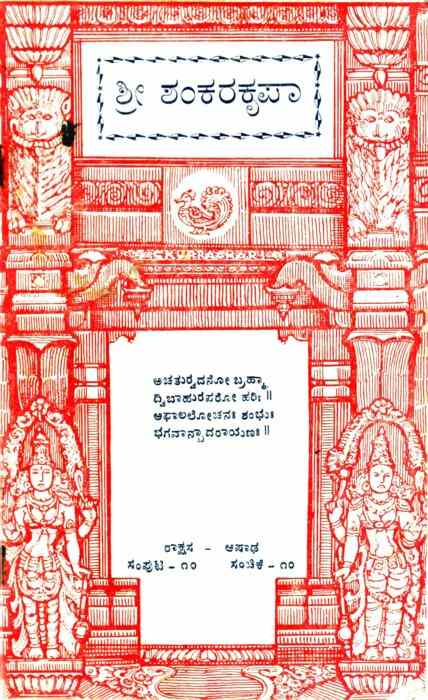 ಶ್ರೀ ಶಂಕರಕೃಪಾ
ಅಚತುರ್ವದನೋ ಬ್ರಹ್ಮಾ
ದ್ವಿಬಾಹುರಪರೋ ಹರಿಃ ॥
ಅಫಾಲಲೋಚನಃ ಶಂಭುಃ
ಭಗವಾನ್ಬಾದರಾಯಣಃ ॥
ರಾಕ್ಷಸ - ಆಷಾಢ
ಸಂಪುಟ - ೧೦ ಸಂಚಿಕೆ - ೧೦